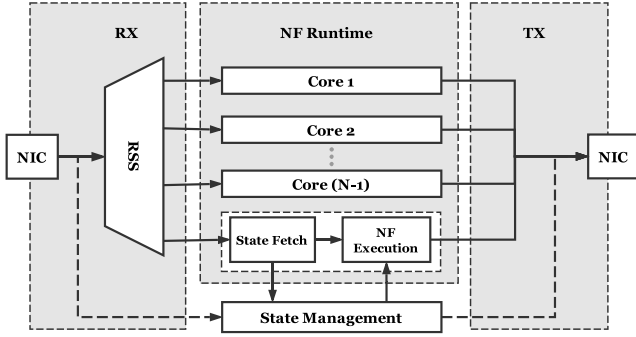 RX
NF Runtime
TX
Core 1
Core 2
NIC
RSS
NIC
Core (N-1)
State Fetch
NF
Execution
State Management